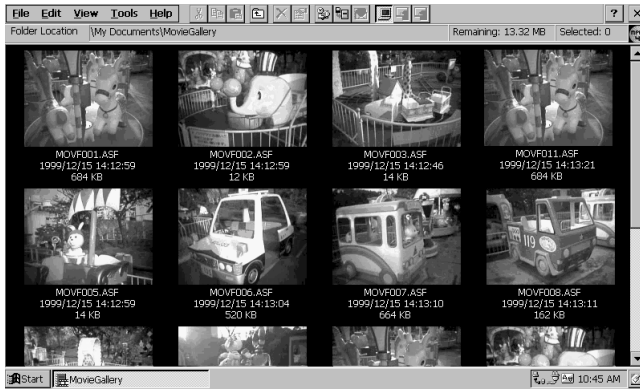 File Edit View Tools Help ? ×
Folder Location \My Documents\MovieGallery Remaining: 13.32 MB Selected: 0
MOVF001.ASF MOVF002.ASF MOVF003.ASF MOVF011.ASF
1999/12/15 14:12:59 1999/12/15 14:12:59 1999/12/15 14:12:46 1999/12/15 14:13:21
684 KB 12 KB 14 KB 684 KB
119
MOVF005.ASF MOVF006.ASF MOVF007.ASF MOVF008.ASF
1999/12/15 14:12:59 1999/12/15 14:13:04 1999/12/15 14:13:10 1999/12/15 14:13:11
14 KB 520 KB 664 KB 162 KB
Start MovieGallery 10:45 AM